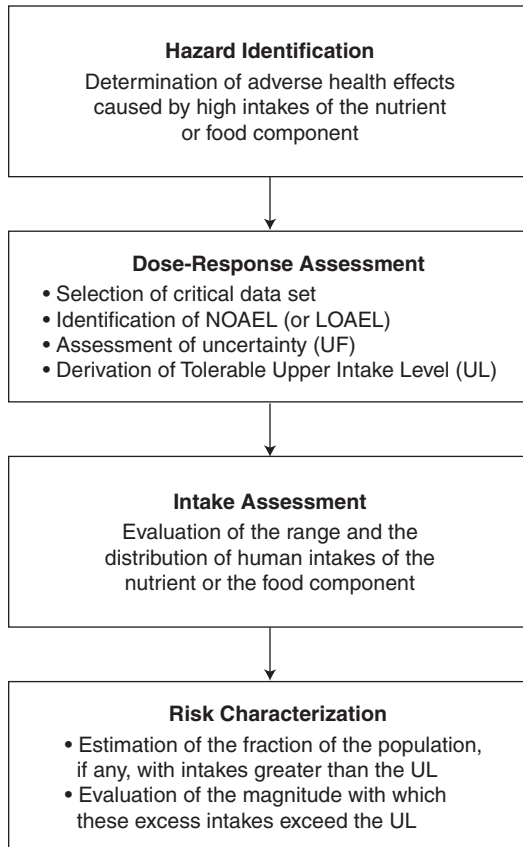 Hazard Identification
Determination of adverse health effects
caused by high intakes of the nutrient
or food component
Dose-Response Assessment
• Selection of critical data set
• Identification of NOAEL (or LOAEL)
• Assessment of uncertainty (UF)
• Derivation of Tolerable Upper Intake Level (UL)
Intake Assessment
Evaluation of the range and the
distribution of human intakes of the
nutrient or the food component
Risk Characterization
• Estimation of the fraction of the population,
if any, with intakes greater than the UL
• Evaluation of the magnitude with which
these excess intakes exceed the UL